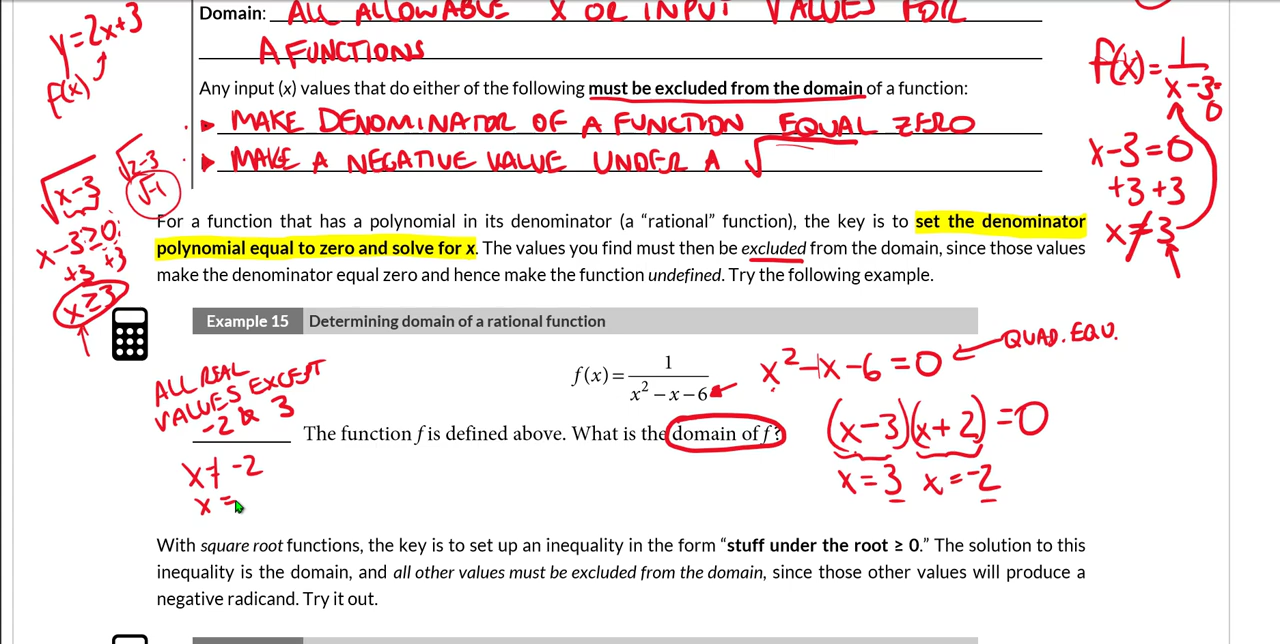 Domain: ALL ALLOWABLE X OR INPUT VALUES FOR
A FUNCTIONS
Any input (x) values that do either of the following must be excluded from the domain of a function:
▸ MAKE DENOMINATOR OF A FUNCTION EQUAL ZERO
▸ MAKE A NEGATIVE VALUE UNDER A √
y=2x+3
f(x)
f(x)=1/x-3=0
x-3=0
+3 +3
x≠3
√x-3
√2-3
√-1
x-3≥0
+3 +3
x≥3
For a function that has a polynomial in its denominator (a “rational” function), the key is to set the denominator
polynomial equal to zero and solve for x. The values you find must then be excluded from the domain, since those values
make the denominator equal zero and hence make the function undefined. Try the following example.
Example 15 Determining domain of a rational function
f(x)=1/x²-x-6
x²-1x-6=0
QUAD. EQU.
(x-3)(x+2)=0
x=3 x=-2
ALL REAL
VALUES EXCEPT
-2 & 3
The function f is defined above. What is the domain of f?
x≠-2
x=
With square root functions, the key is to set up an inequality in the form “stuff under the root ≥ 0.” The solution to this
inequality is the domain, and all other values must be excluded from the domain, since those other values will produce a
negative radicand. Try it out.